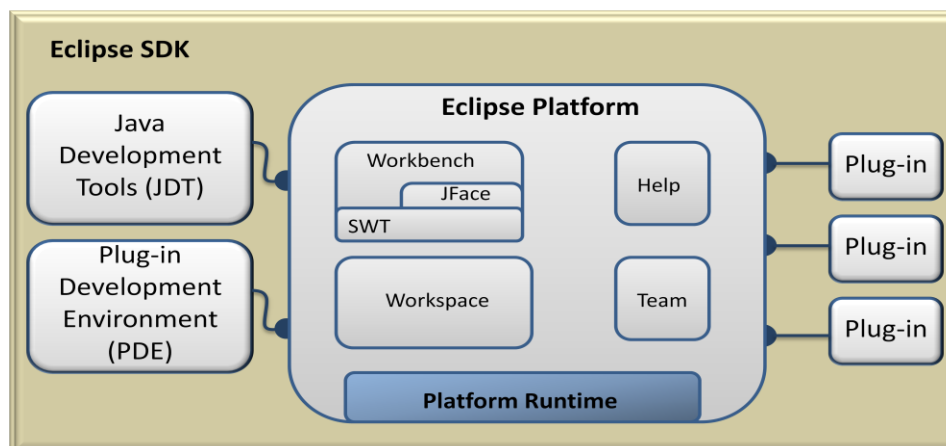 Eclipse SDK
Java
Development
Tools (JDT)
Plug-in
Development
Environment
(PDE)
Eclipse Platform
Workbench
JFace
SWT
Help
Workspace
Team
Platform Runtime
Plug-in
Plug-in
Plug-in